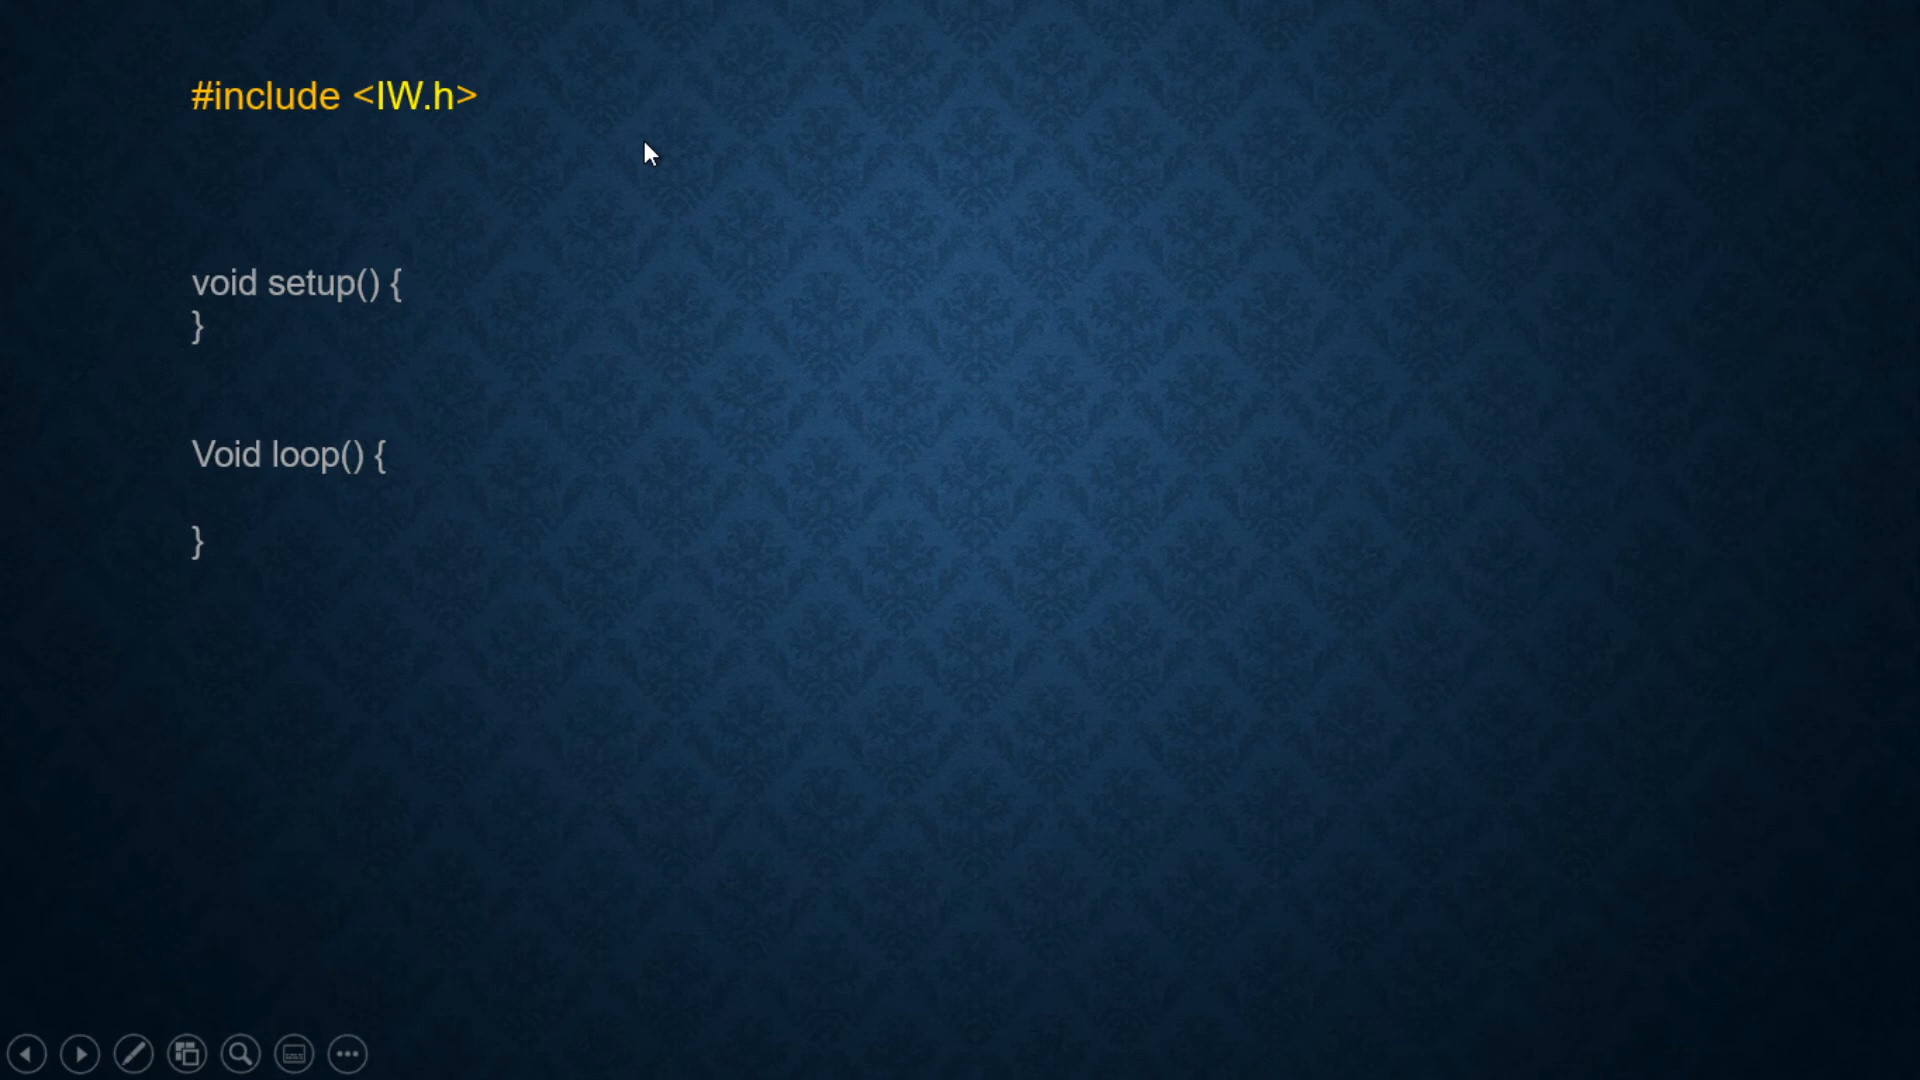 #include <IW.h>
void setup() {
}
Void loop() {
}